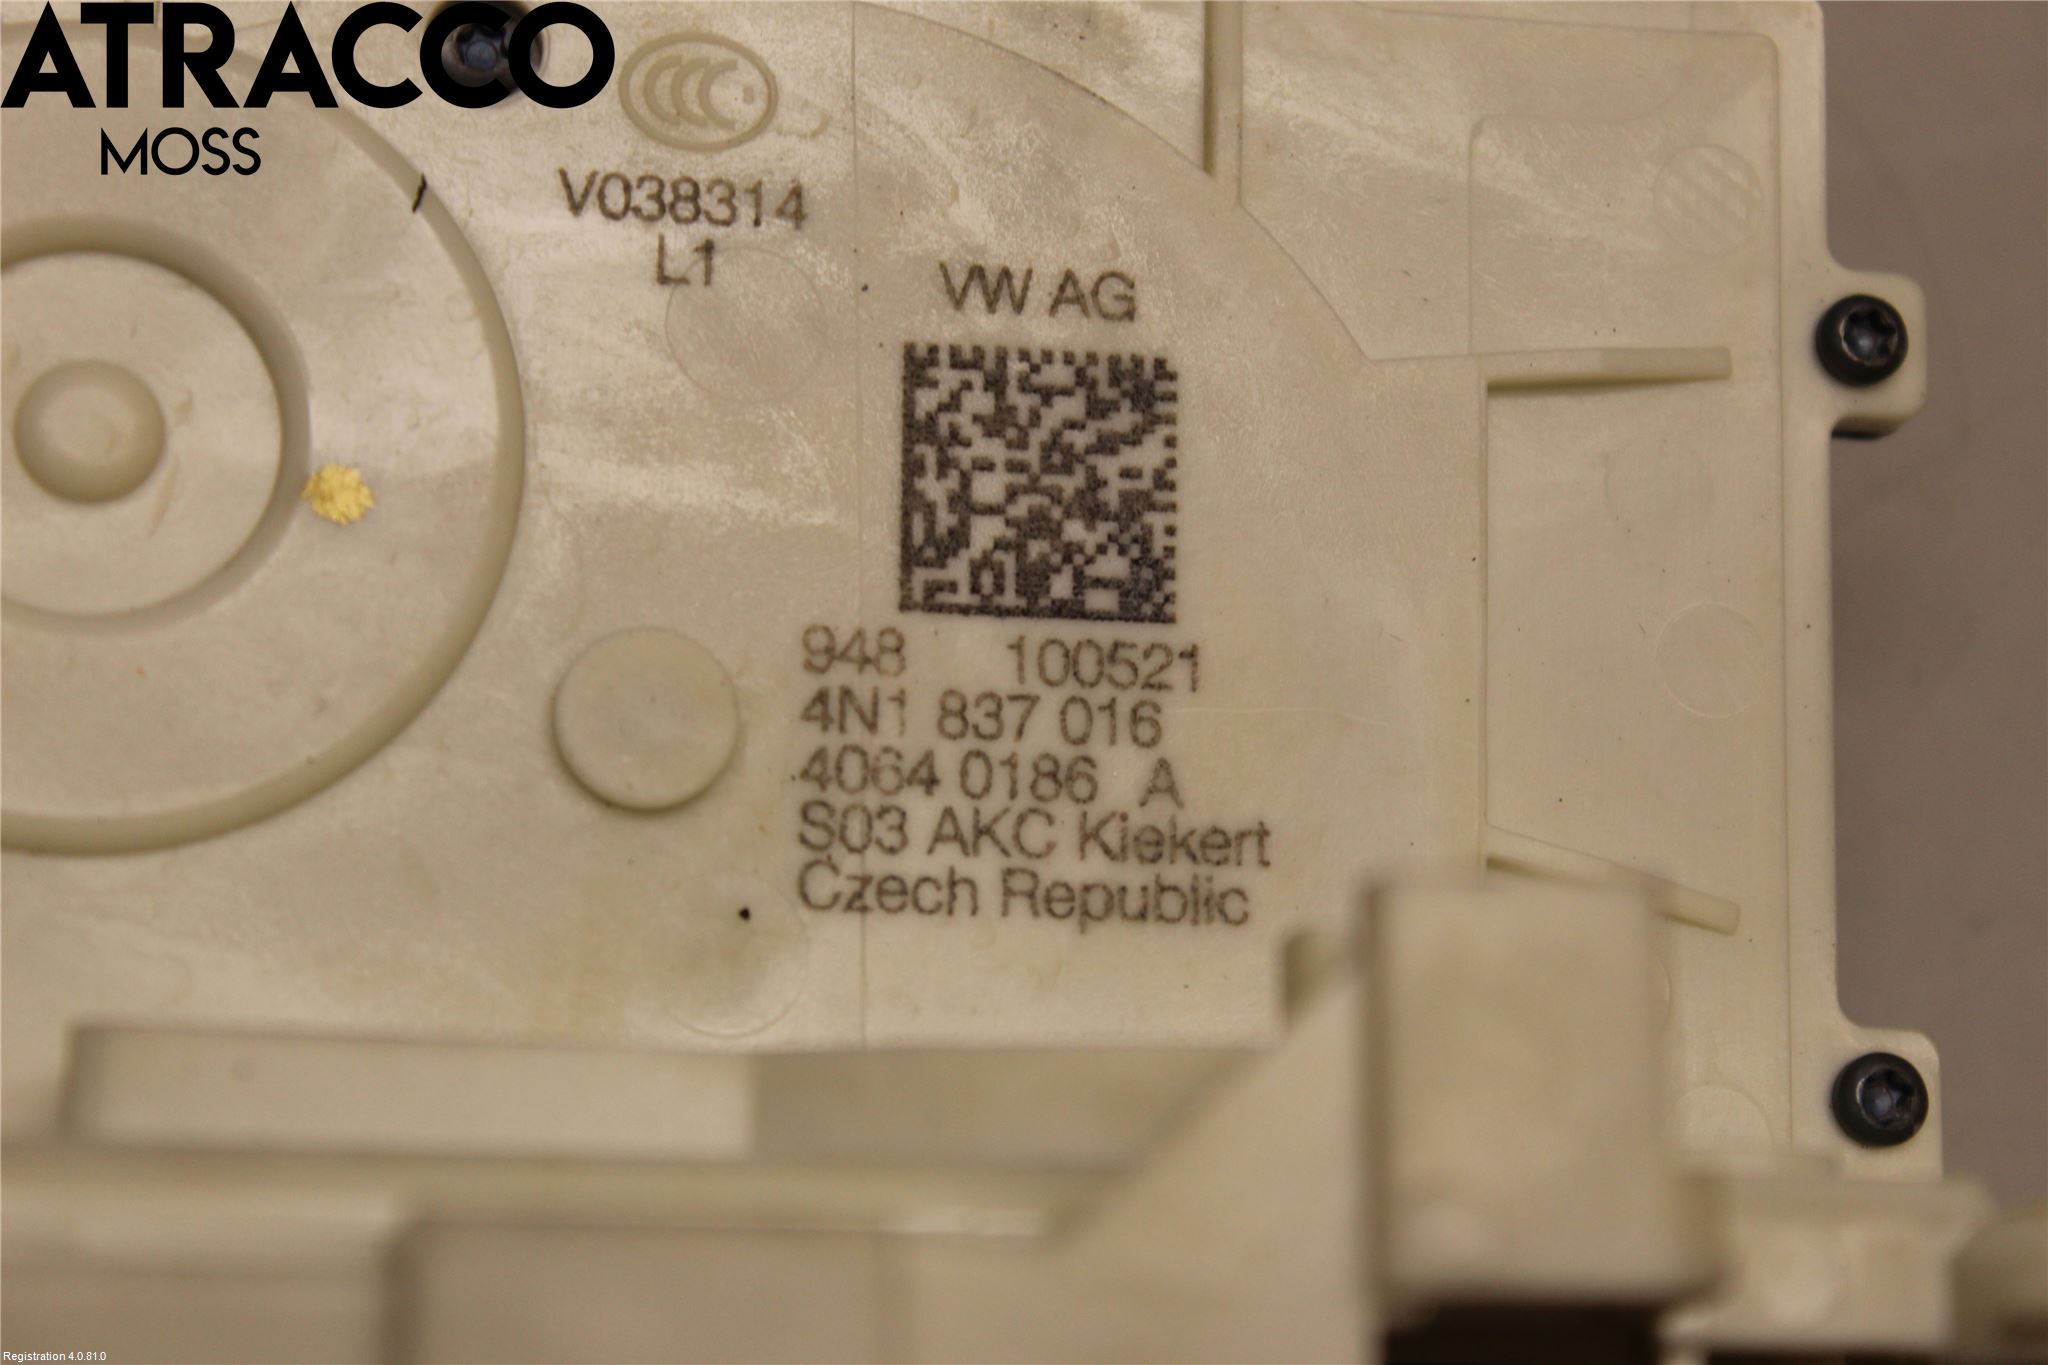 ATRACCO
MOSS
CCC
V038314
L1
VW AG
948 100521
4N1 837 016
4064 0186 A
S03 AKC Kiekert
Czech Republic
Registration 4.0.81.0